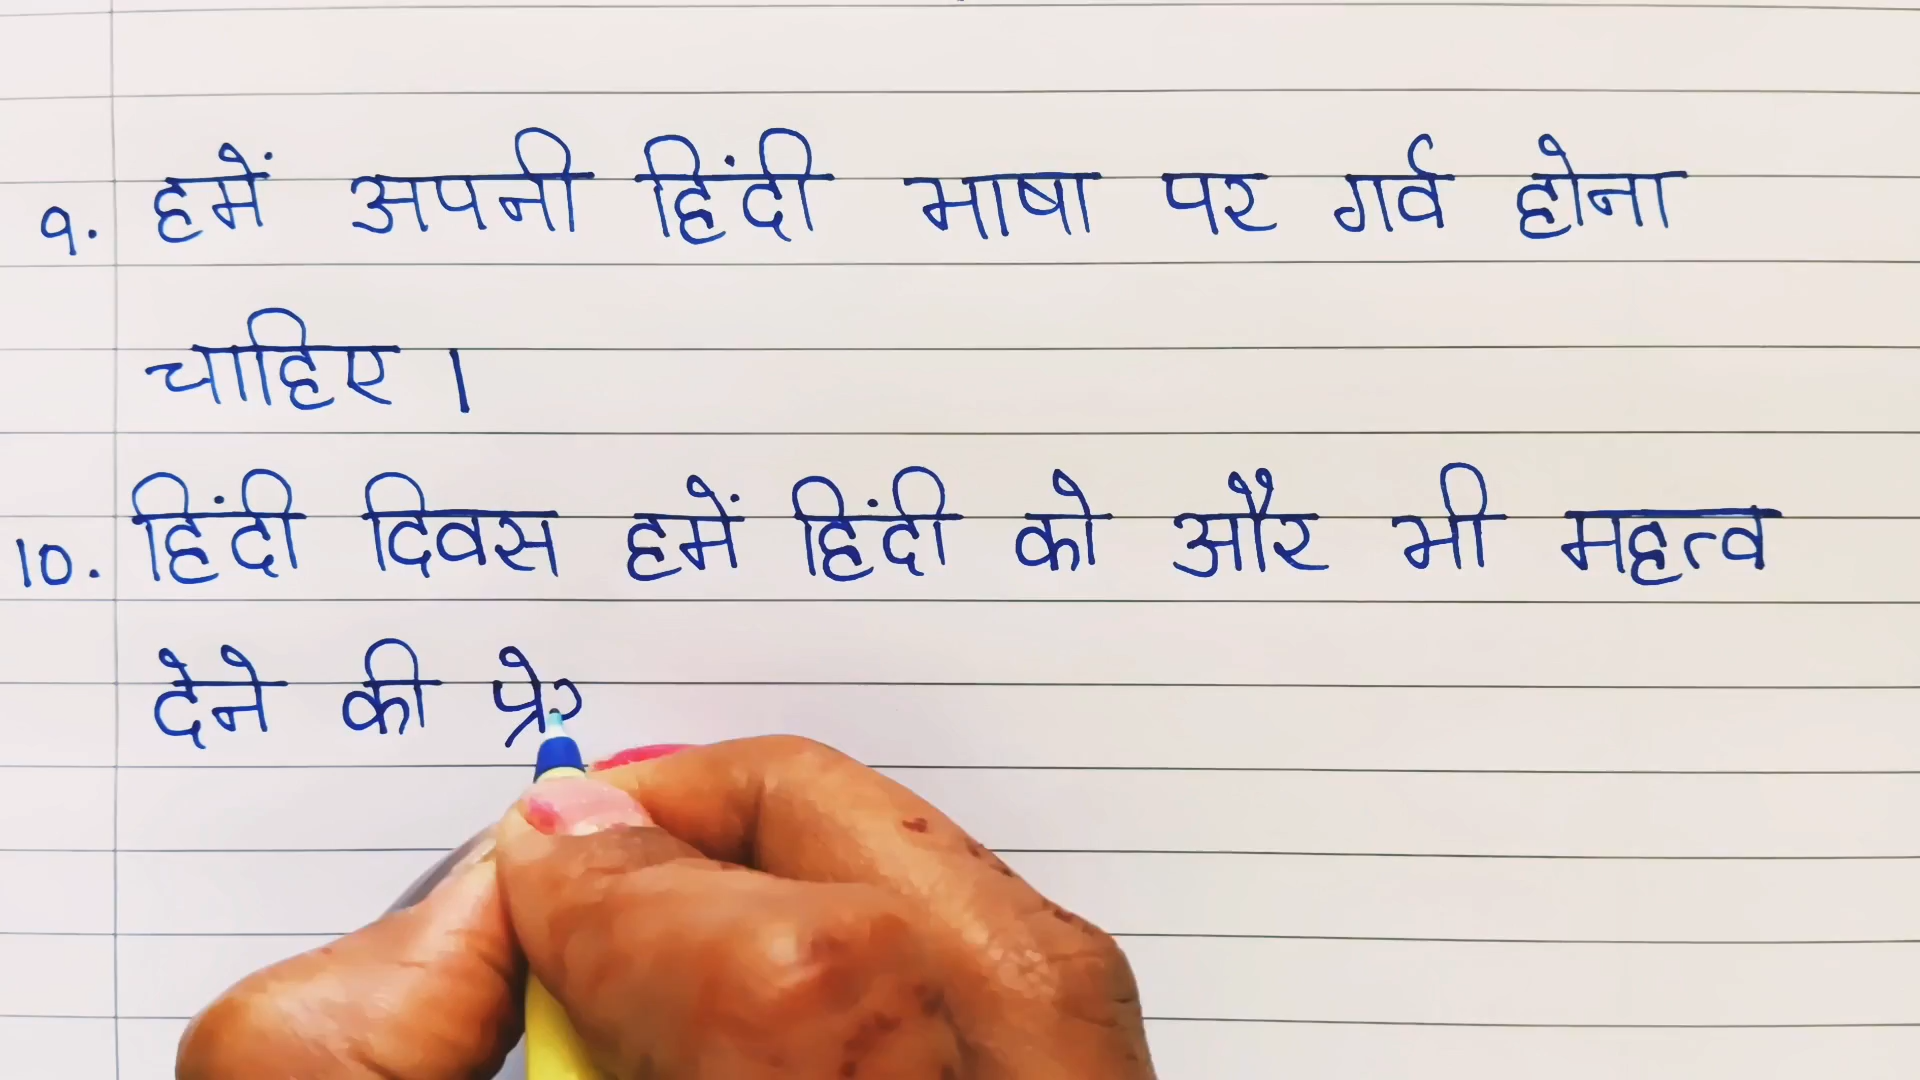 9. हमें अपनी हिंदी भाषा पर गर्व होना
चाहिए।
10. हिंदी दिवस हमें हिंदी को और भी महत्व
देने की प्रे